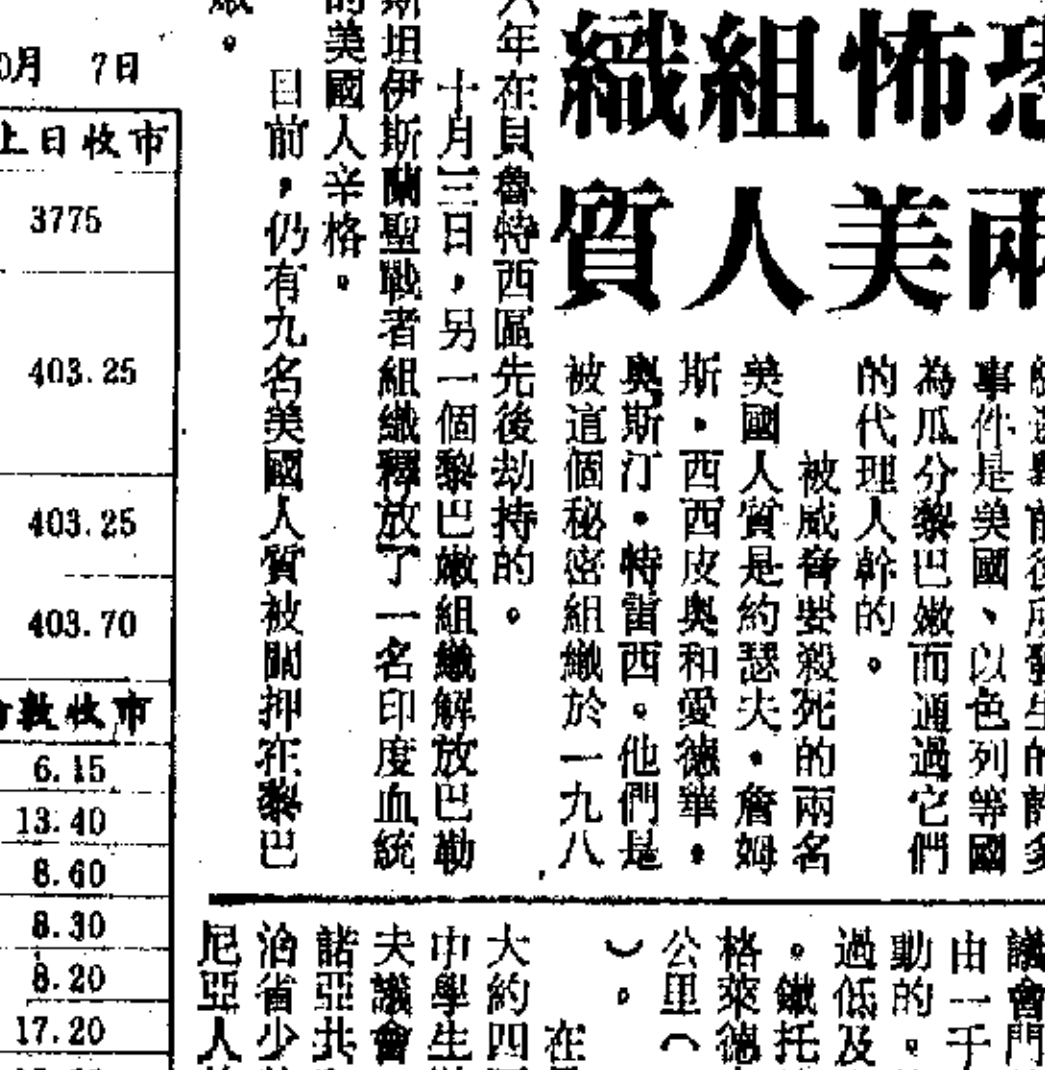 恐怖組織
兩美人質
事件是美國、以色列等國
為瓜分黎巴嫩而通過它們
的代理人幹的。
被威脅要殺死的兩名
美國人質是約瑟夫・詹姆
斯・西西皮奧和愛德華・
奧斯汀・特雷西。他們是
被這個秘密組織於一九八
六年在貝魯特西區先後劫持的。
十月三日，另一個黎巴嫩組織解放巴勒
斯坦伊斯蘭聖戰者組織釋放了一名印度血統
的美國人辛格。
目前，仍有九名美國人質被關押在黎巴
嫩。
議會門
由一千
動的。
過低及
。鐵托
格萊德
公里（
）。
在
大約四
中學生
夫議會
諾亞共
治省少
尼亞人
0月 7日
上日收市
3775
403.25
403.25
403.70
收市
6.15
13.40
8.60
8.30
8.20
17.20